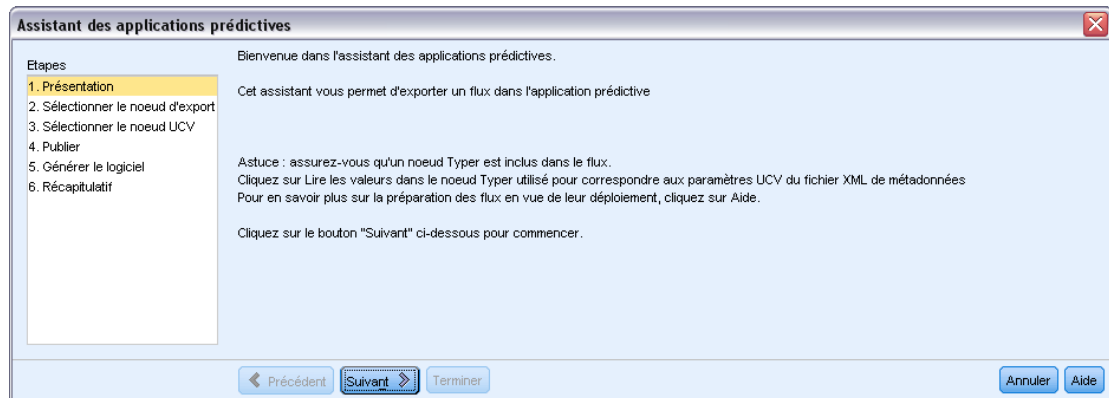 Assistant des applications prédictives
Etapes
1. Présentation
2. Sélectionner le noeud d'export
3. Sélectionner le noeud UCV
4. Publier
5. Générer le logiciel
6. Récapitulatif
Bienvenue dans l'assistant des applications prédictives.
Cet assistant vous permet d'exporter un flux dans l'application prédictive
Astuce : assurez-vous qu'un noeud Typer est inclus dans le flux.
Cliquez sur Lire les valeurs dans le noeud Typer utilisé pour correspondre aux paramètres UCV du fichier XML de métadonnées
Pour en savoir plus sur la préparation des flux en vue de leur déploiement, cliquez sur Aide.
Cliquez sur le bouton "Suivant" ci-dessous pour commencer.
Précédent
Suivant
Terminer
Annuler
Aide